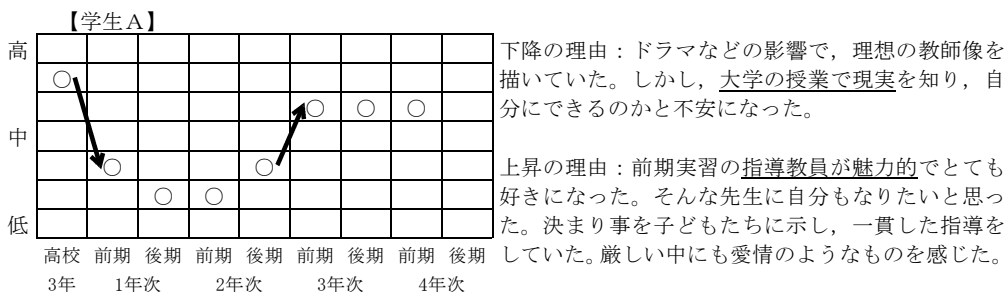 【学生A】
高
中
低
○
○
○
○
○
○
○
○
高校 前期 後期 前期 後期 前期 後期 前期 後期
3年 1年次 2年次 3年次 4年次
下降の理由：ドラマなどの影響で，理想の教師像を
描いていた。しかし，大学の授業で現実を知り，自
分にできるのかと不安になった。
上昇の理由：前期実習の指導教員が魅力的でとても
好きになった。そんな先生に自分もなりたいと思っ
た。決まり事を子どもたちに示し，一貫した指導を
していた。厳しい中にも愛情のようなものを感じた。